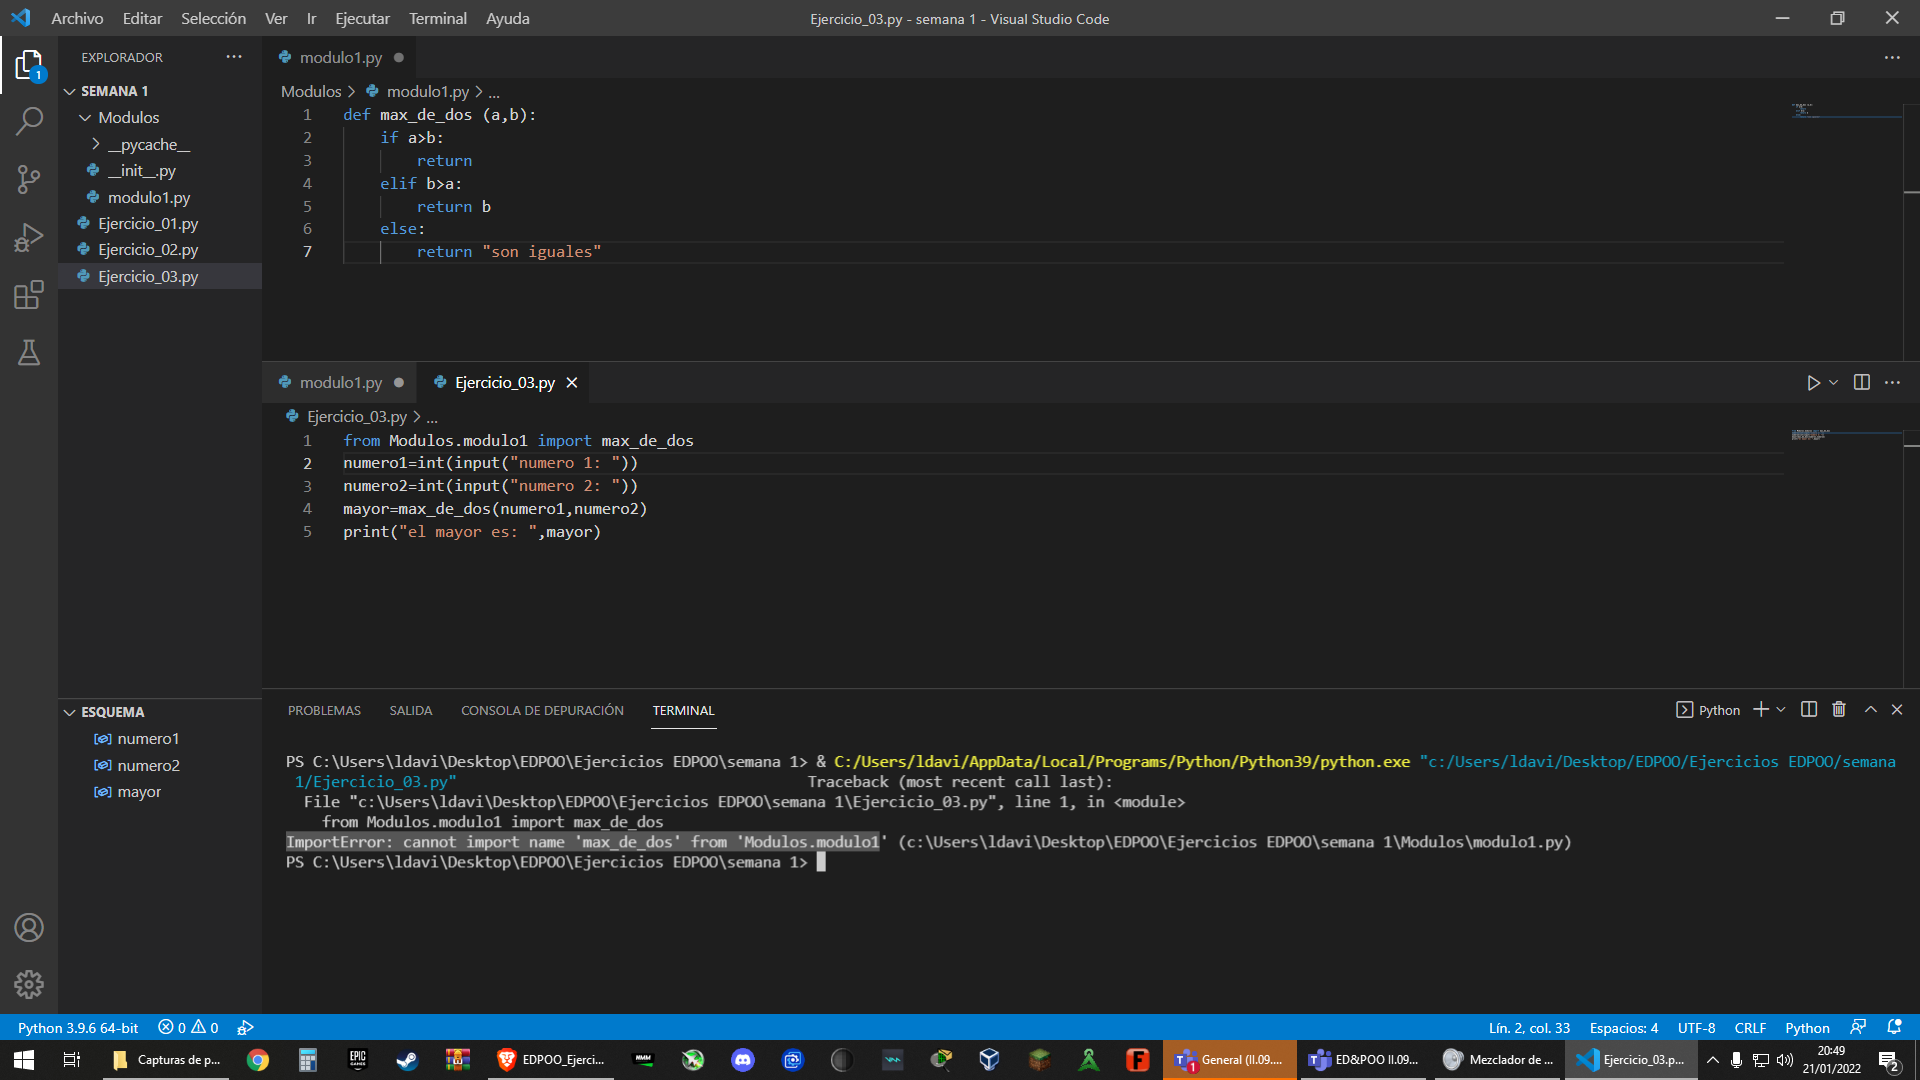 Archivo Editar Selección Ver Ir Ejecutar Terminal Ayuda
Ejercicio_03.py - semana 1 - Visual Studio Code
1
EXPLORADOR
SEMANA 1
Modulos
__pycache__
__init__.py
modulo1.py
Ejercicio_01.py
Ejercicio_02.py
Ejercicio_03.py
ESQUEMA
numero1
numero2
mayor
modulo1.py
Modulos > modulo1.py > ...
1 def max_de_dos (a,b):
2 if a>b:
3 return
4 elif b>a:
5 return b
6 else:
7 return "son iguales"
modulo1.py Ejercicio_03.py
Ejercicio_03.py > ...
1 from Modulos.modulo1 import max_de_dos
2 numero1=int(input("numero 1: "))
3 numero2=int(input("numero 2: "))
4 mayor=max_de_dos(numero1,numero2)
5 print("el mayor es: ",mayor)
PROBLEMAS SALIDA CONSOLA DE DEPURACIÓN TERMINAL
Python
PS C:\Users\ldavi\Desktop\EDPOO\Ejercicios EDPOO\semana 1> & C:/Users/ldavi/AppData/Local/Programs/Python/Python39/python.exe "c:/Users/ldavi/Desktop/EDPOO/Ejercicios EDPOO/semana
1/Ejercicio_03.py" Traceback (most recent call last):
File "c:\Users\ldavi\Desktop\EDPOO\Ejercicios EDPOO\semana 1\Ejercicio_03.py", line 1, in <module>
from Modulos.modulo1 import max_de_dos
ImportError: cannot import name 'max_de_dos' from 'Modulos.modulo1' (c:\Users\ldavi\Desktop\EDPOO\Ejercicios EDPOO\semana 1\Modulos\modulo1.py)
PS C:\Users\ldavi\Desktop\EDPOO\Ejercicios EDPOO\semana 1>
Python 3.9.6 64-bit 0 0
Lín. 2, col. 33 Espacios: 4 UTF-8 CRLF Python
Capturas de p...
EPIC GAMES
EDPOO_Ejerci...
General (II.09....
1
ED&POO II.09...
Mezclador de ...
Ejercicio_03.p...
20:49
21/01/2022
2